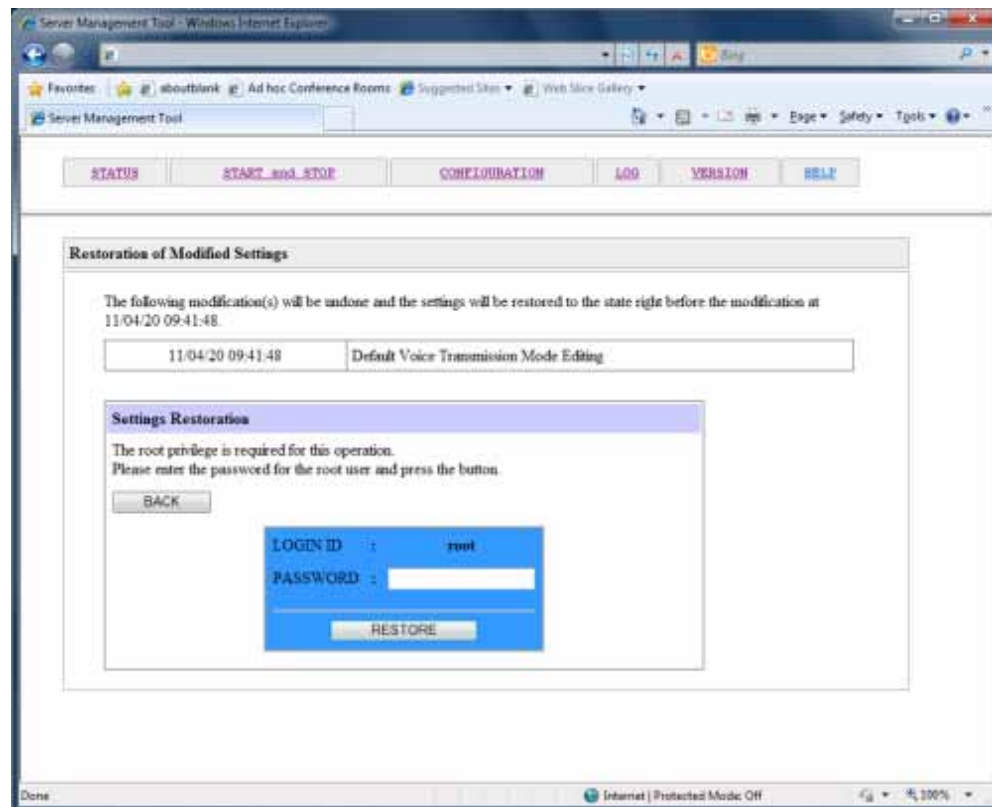 Server Management Tool - Windows Internet Explorer
Bing
Favorites about:blank Ad hoc Conference Rooms Suggested Sites Web Slice Gallery
Server Management Tool Page Safety Tools
STATUS START and STOP CONFIGURATION LOG VERSION HELP
Restoration of Modified Settings
The following modification(s) will be undone and the settings will be restored to the state right before the modification at
11/04/20 09:41:48.
11/04/20 09:41:48 Default Voice Transmission Mode Editing
Settings Restoration
The root privilege is required for this operation.
Please enter the password for the root user and press the button.
BACK
LOGIN ID : root
PASSWORD :
RESTORE
Done Internet | Protected Mode: Off 100%